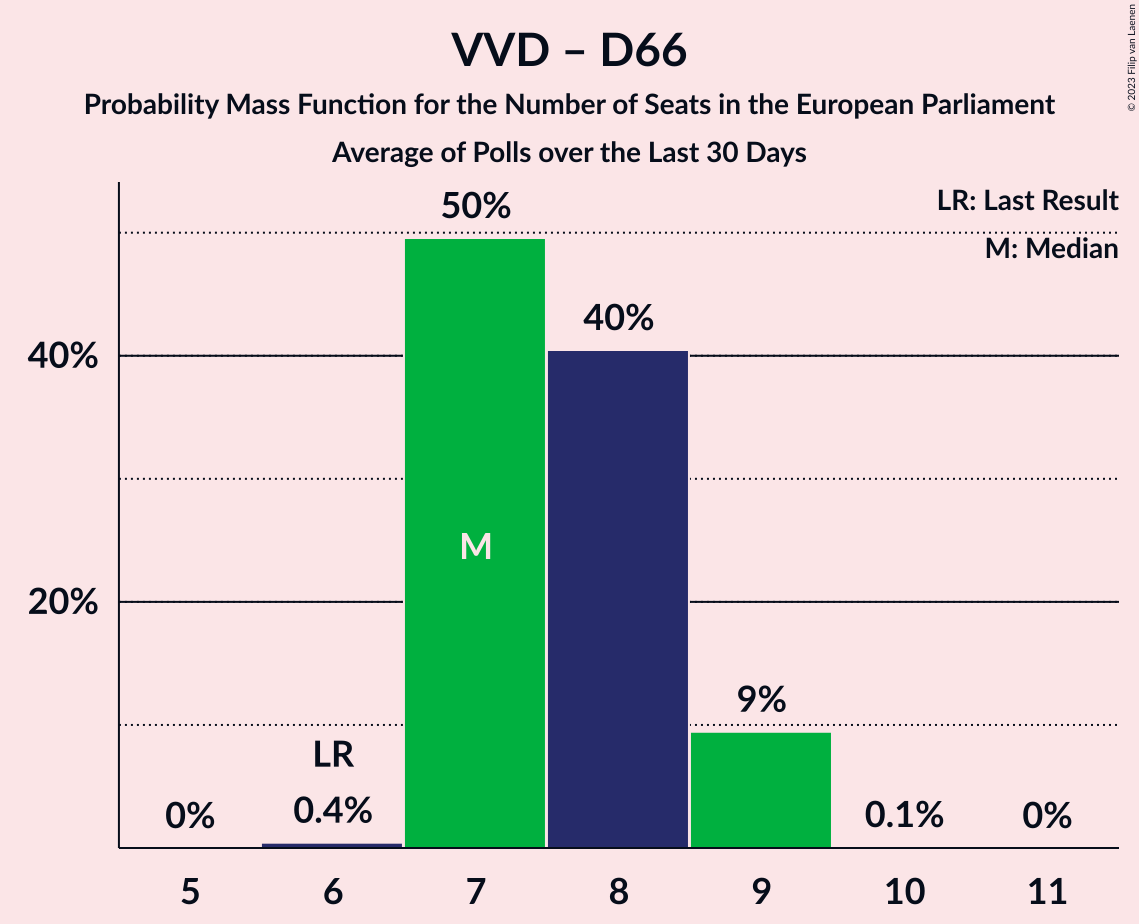 VVD – D66
Probability Mass Function for the Number of Seats in the European Parliament
Average of Polls over the Last 30 Days
© 2023 Filip van Laenen
LR: Last Result
M: Median
50%
40%
40%
M
20%
9%
LR
0%
0.4%
0.1%
0%
5
6
7
8
9
10
11